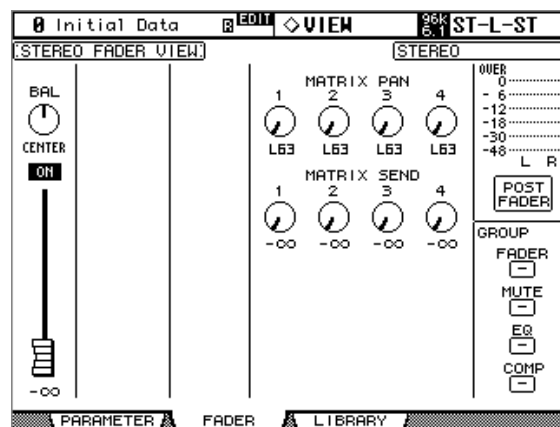 0 Initial Data R EDIT ◇VIEW 96k 6.1 ST-L-ST
STEREO FADER VIEW
STEREO
BAL
CENTER
ON
-∞
MATRIX PAN
1 2 3 4
L63 L63 L63 L63
MATRIX SEND
1 2 3 4
-∞ -∞ -∞ -∞
OVER
0
-6
-12
-18
-30
-48
L R
POST
FADER
GROUP
FADER
-
MUTE
-
EQ
-
COMP
-
PARAMETER FADER LIBRARY